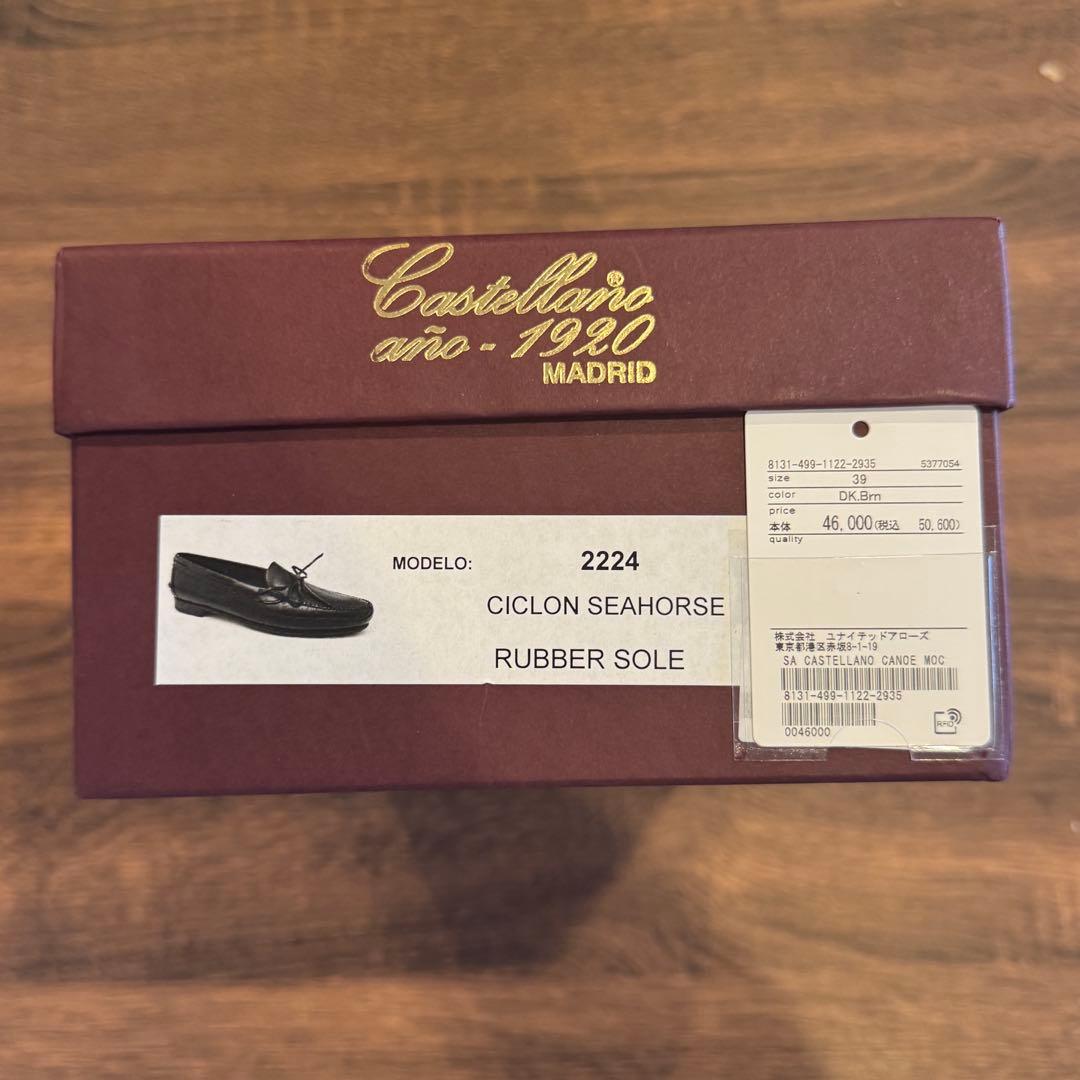 Castellano®
año - 1920
MADRID
MODELO: 2224
CICLON SEAHORSE
RUBBER SOLE
8131-499-1122-2935 5377054
size 39
color DK.Brn
price
本体 46,000(税込 50,600)
quality
株式会社 ユナイテッドアローズ
東京都港区赤坂8-1-19
SA CASTELLANO CANOE MOC
8131-499-1122-2935
0046000
RFID